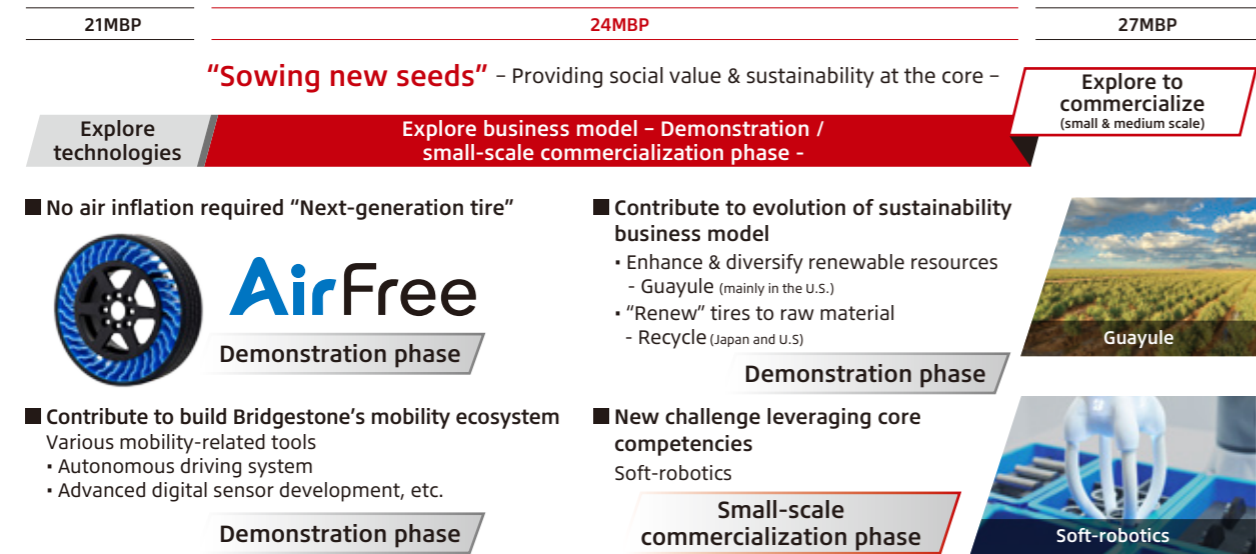 21MBP
24MBP
27MBP
“Sowing new seeds” – Providing social value & sustainability at the core –
Explore to
commercialize
(small & medium scale)
Explore
technologies
Explore business model – Demonstration /
small-scale commercialization phase -
■ No air inflation required “Next-generation tire”
AirFree
Demonstration phase
■ Contribute to evolution of sustainability
business model
・Enhance & diversify renewable resources
- Guayule (mainly in the U.S.)
・“Renew” tires to raw material
- Recycle (Japan and U.S)
Demonstration phase
Guayule
■ Contribute to build Bridgestone’s mobility ecosystem
Various mobility-related tools
・Autonomous driving system
・Advanced digital sensor development, etc.
Demonstration phase
■ New challenge leveraging core
competencies
Soft-robotics
Small-scale
commercialization phase
Soft-robotics